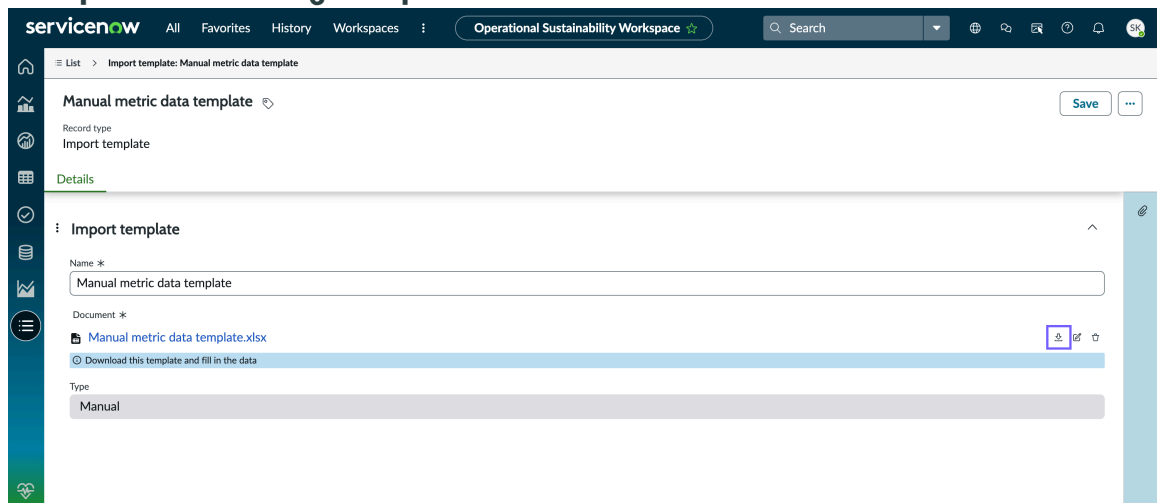 servicenow All Favorites History Workspaces Operational Sustainability Workspace Search SK
List > Import template: Manual metric data template
Manual metric data template
Save
Record type
Import template
Details
Import template
Name *
Manual metric data template
Document *
Manual metric data template.xlsx
Download this template and fill in the data
Type
Manual